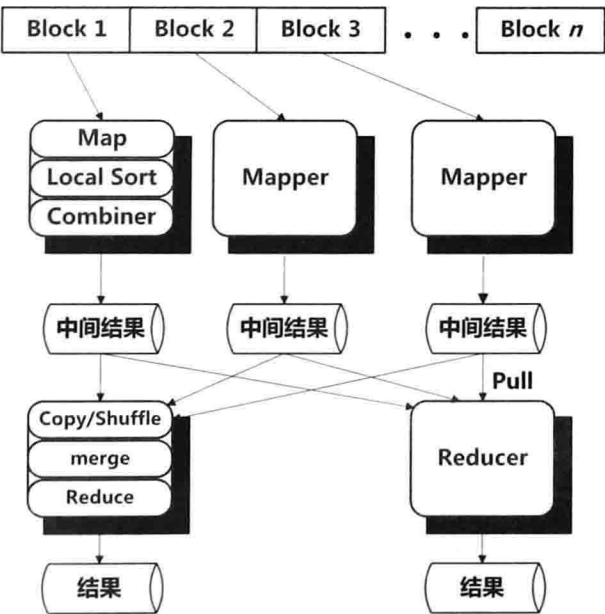 Block 1 Block 2 Block 3 . . . Block n
Map
Local Sort
Combiner
Mapper
Mapper
中间结果 中间结果 中间结果
Pull
Copy/Shuffle
merge
Reduce
Reducer
结果 结果